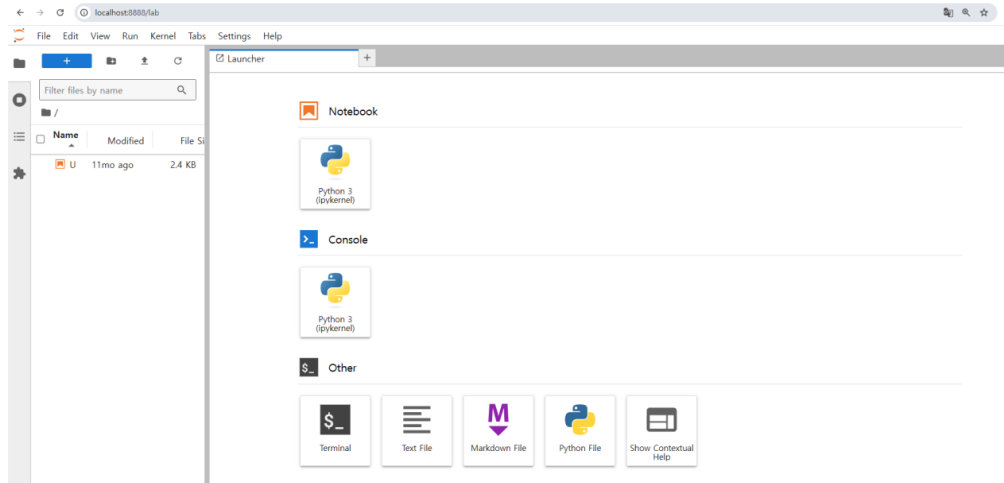 localhost:8888/lab
File Edit View Run Kernel Tabs Settings Help
+
Launcher
+
Filter files by name
/
Name Modified File Si
U 11mo ago 2.4 KB
Notebook
Python 3
(ipykernel)
>_ Console
Python 3
(ipykernel)
$_ Other
$_
Terminal
Text File
M
Markdown File
Python File
Show Contextual
Help